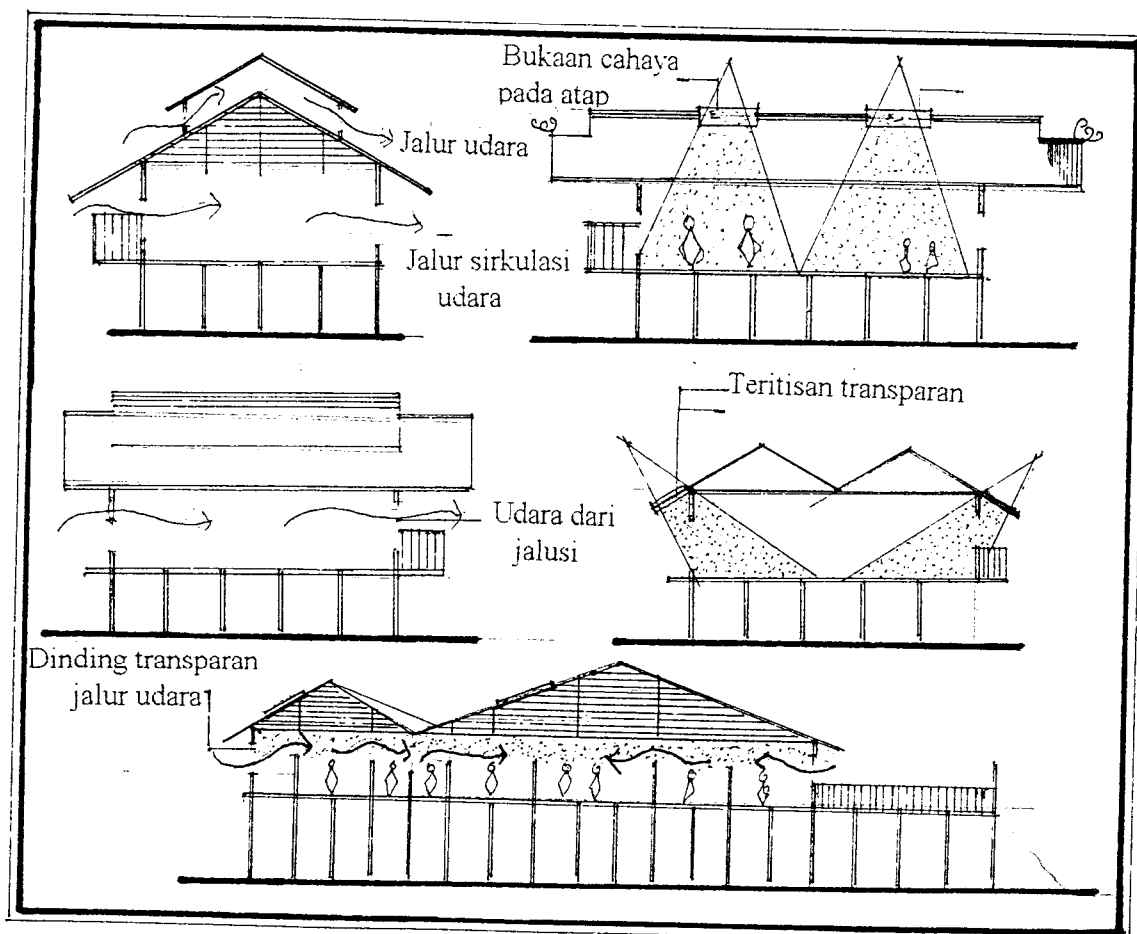 Bukaan cahaya
pada atap
Jalur udara
Jalur sirkulasi
udara
Teritisan transparan
Udara dari
jalusi
Dinding transparan
jalur udara